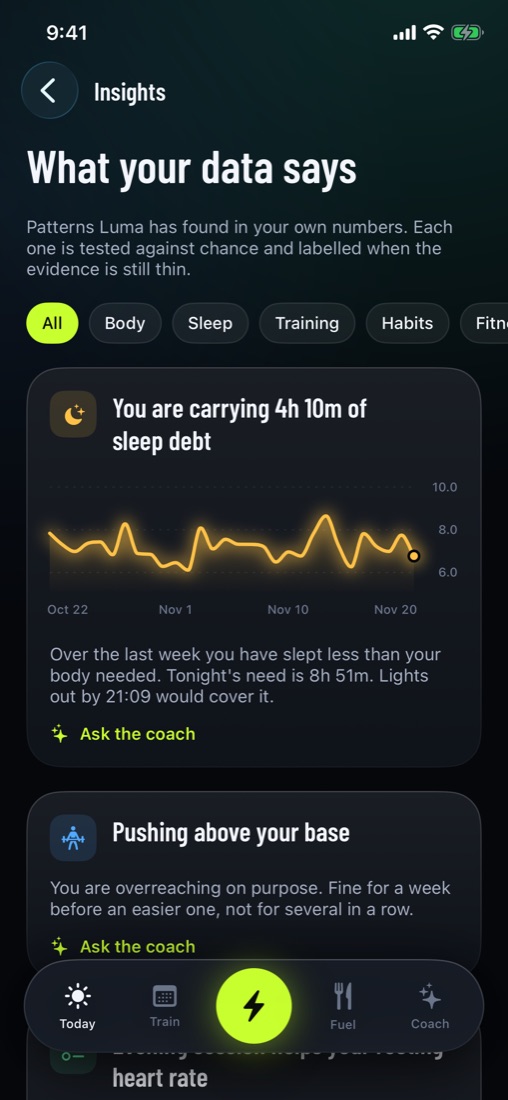 9:41
Insights
What your data says
Patterns Luma has found in your own numbers. Each
one is tested against chance and labelled when the
evidence is still thin.
All Body Sleep Training Habits Fitn
You are carrying 4h 10m of
sleep debt
10.0
8.0
6.0
Oct 22 Nov 1 Nov 10 Nov 20
Over the last week you have slept less than your
body needed. Tonight's need is 8h 51m. Lights
out by 21:09 would cover it.
Ask the coach
Pushing above your base
You are overreaching on purpose. Fine for a week
before an easier one, not for several in a row.
Ask the coach
Today Train Fuel Coach
heart rate